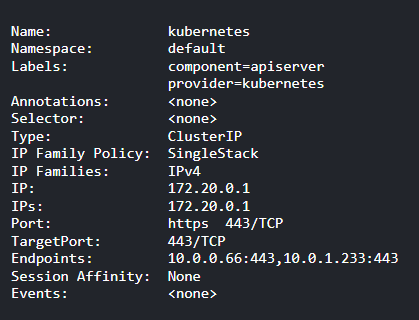 Name: kubernetes
Namespace: default
Labels: component=apiserver
provider=kubernetes
Annotations: <none>
Selector: <none>
Type: ClusterIP
IP Family Policy: SingleStack
IP Families: IPv4
IP: 172.20.0.1
IPs: 172.20.0.1
Port: https 443/TCP
TargetPort: 443/TCP
Endpoints: 10.0.0.66:443,10.0.1.233:443
Session Affinity: None
Events: <none>